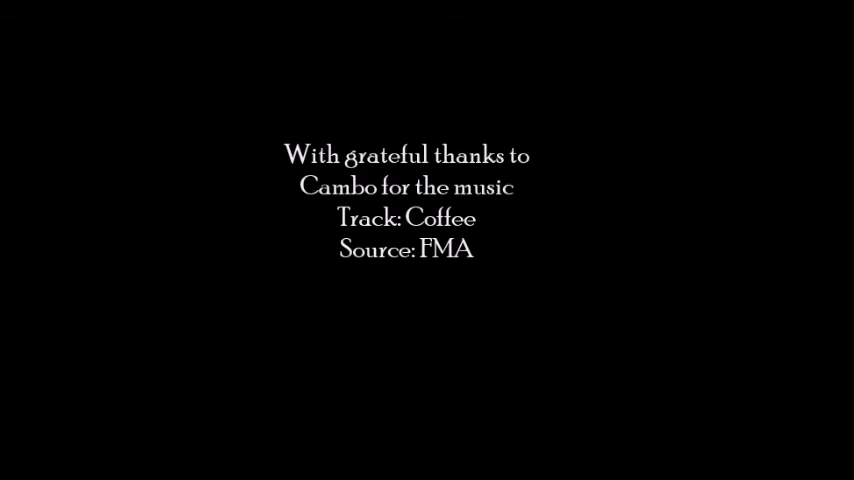 With grateful thanks to
Cambo for the music
Track: Coffee
Source: FMA